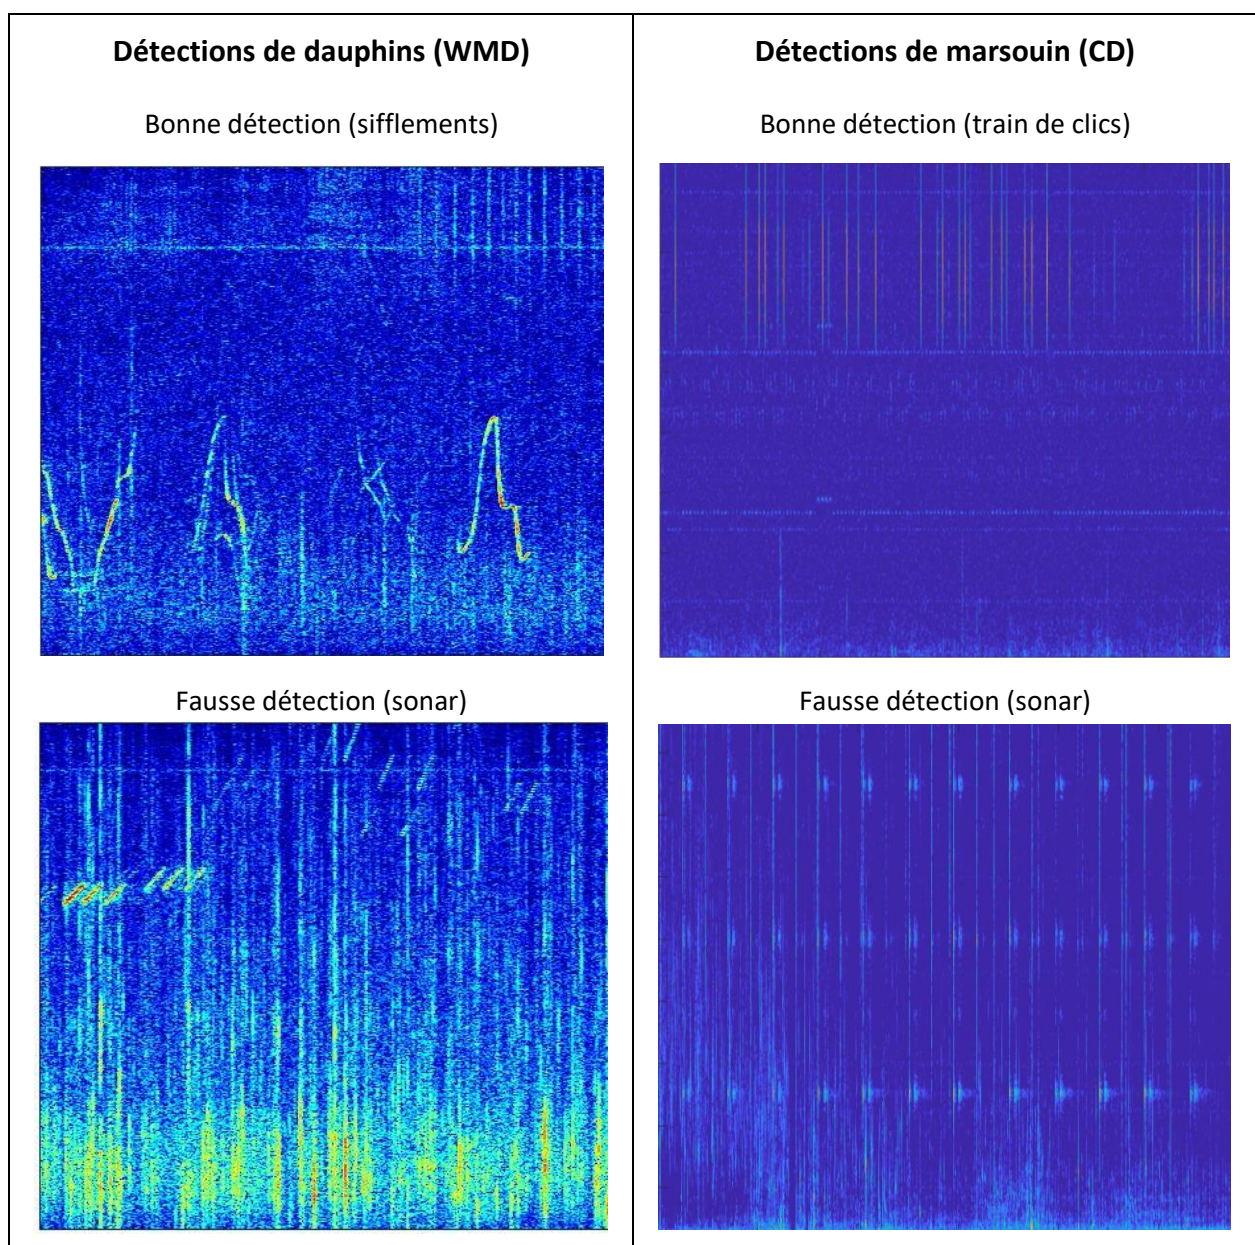 Détections de dauphins (WMD)
Bonne détection (sifflements)
Fausse détection (sonar)
Détections de marsouin (CD)
Bonne détection (train de clics)
Fausse détection (sonar)